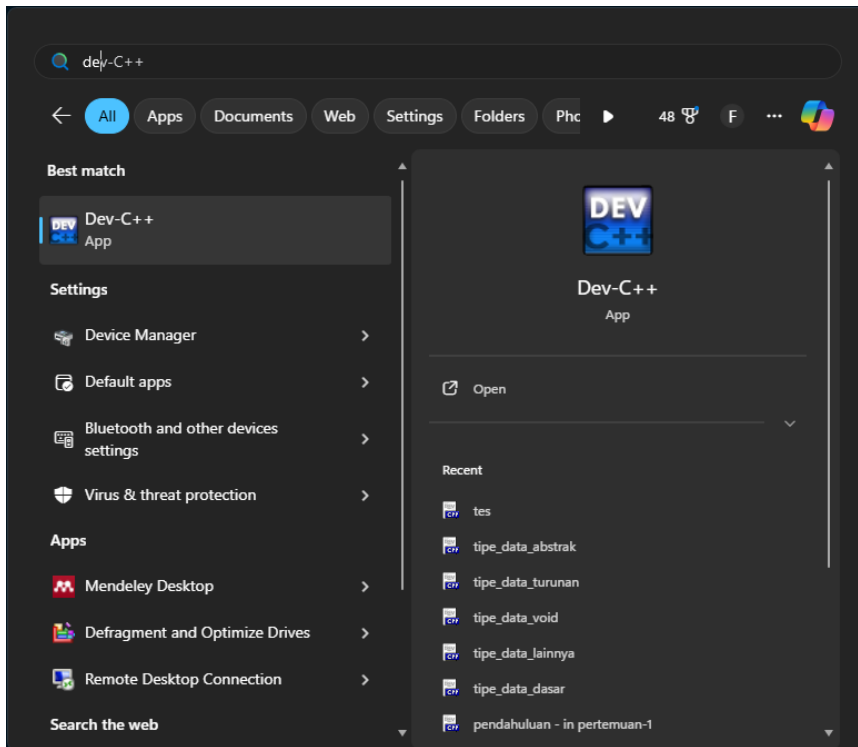 dev-C++
All
Apps
Documents
Web
Settings
Folders
Phc
48
F
Best match
DEV
C++
Dev-C++
App
Settings
Device Manager
Default apps
Bluetooth and other devices
settings
Virus & threat protection
Apps
Mendeley Desktop
Defragment and Optimize Drives
Remote Desktop Connection
Search the web
DEV
C++
Dev-C++
App
Open
Recent
tes
tipe_data_abstrak
tipe_data_turunan
tipe_data_void
tipe_data_lainnya
tipe_data_dasar
pendahuluan - in pertemuan-1